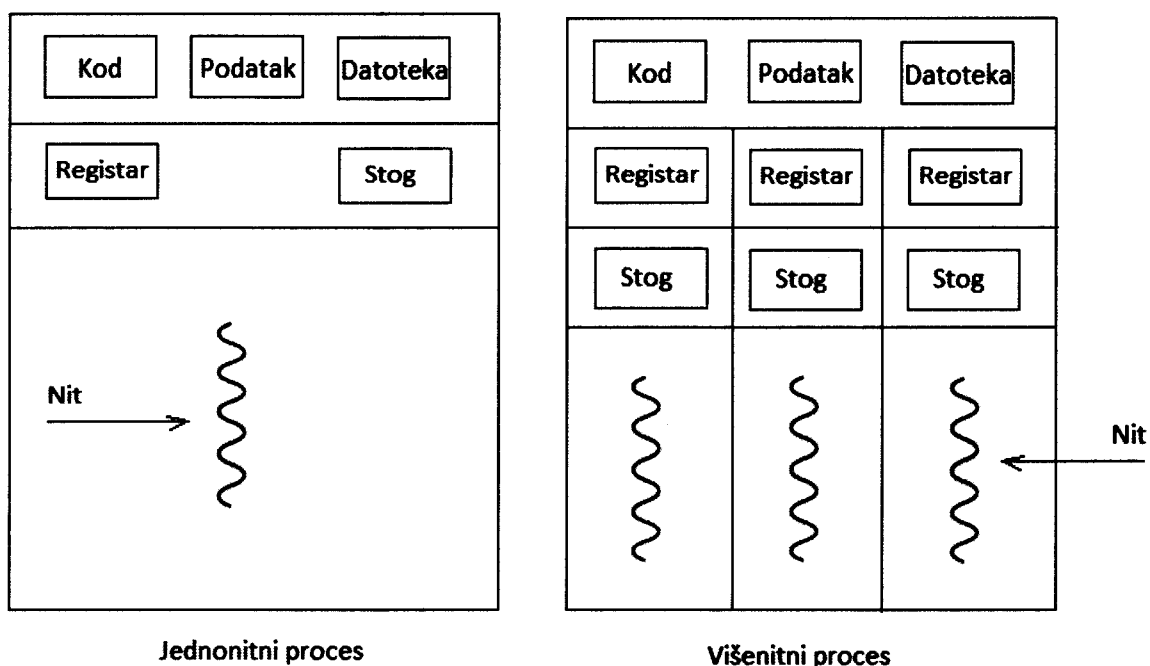 Kod Podatak Datoteka
Registar Stog
Nit
Jednonitni proces
Kod Podatak Datoteka
Registar Registar Registar
Stog Stog Stog
Nit
Višenitni proces